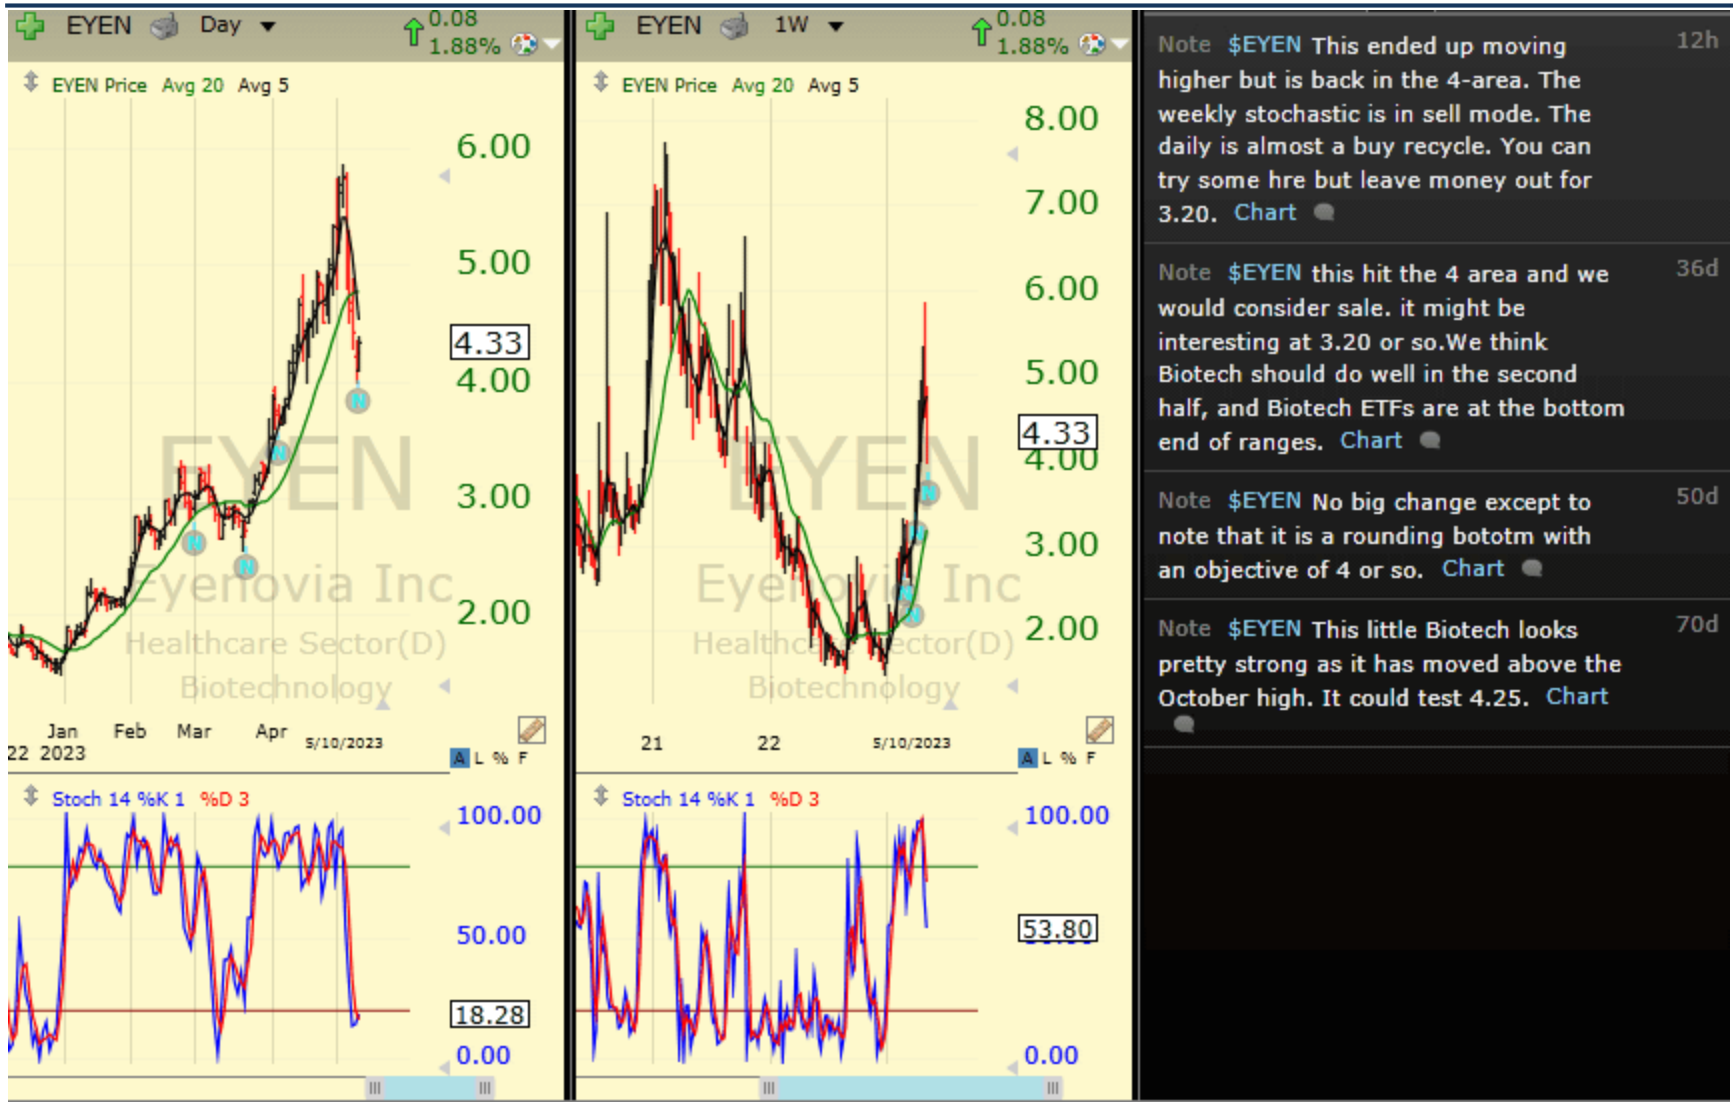 EYEN Day 0.08
1.88%
EYEN Price Avg 20 Avg 5
6.00
5.00
4.33
4.00
3.00
2.00
EYEN
Eyenovia Inc
Healthcare Sector(D)
Biotechnology
N
N
N
N
Jan Feb Mar Apr 5/10/2023
22 2023
A L % F
Stoch 14 %K 1 %D 3
100.00
50.00
18.28
0.00
EYEN 1W 0.08
1.88%
EYEN Price Avg 20 Avg 5
8.00
7.00
6.00
5.00
4.33
4.00
3.00
2.00
EYEN
Eyenovia Inc
Healthcare Sector(D)
Biotechnology
N
N
N
N
21 22 5/10/2023
A L % F
Stoch 14 %K 1 %D 3
100.00
53.80
0.00
Note $EYEN This ended up moving 12h
higher but is back in the 4-area. The
weekly stochastic is in sell mode. The
daily is almost a buy recycle. You can
try some hre but leave money out for
3.20. Chart
Note $EYEN this hit the 4 area and we 36d
would consider sale. it might be
interesting at 3.20 or so.We think
Biotech should do well in the second
half, and Biotech ETFs are at the bottom
end of ranges. Chart
Note $EYEN No big change except to 50d
note that it is a rounding bototm with
an objective of 4 or so. Chart
Note $EYEN This little Biotech looks 70d
pretty strong as it has moved above the
October high. It could test 4.25. Chart